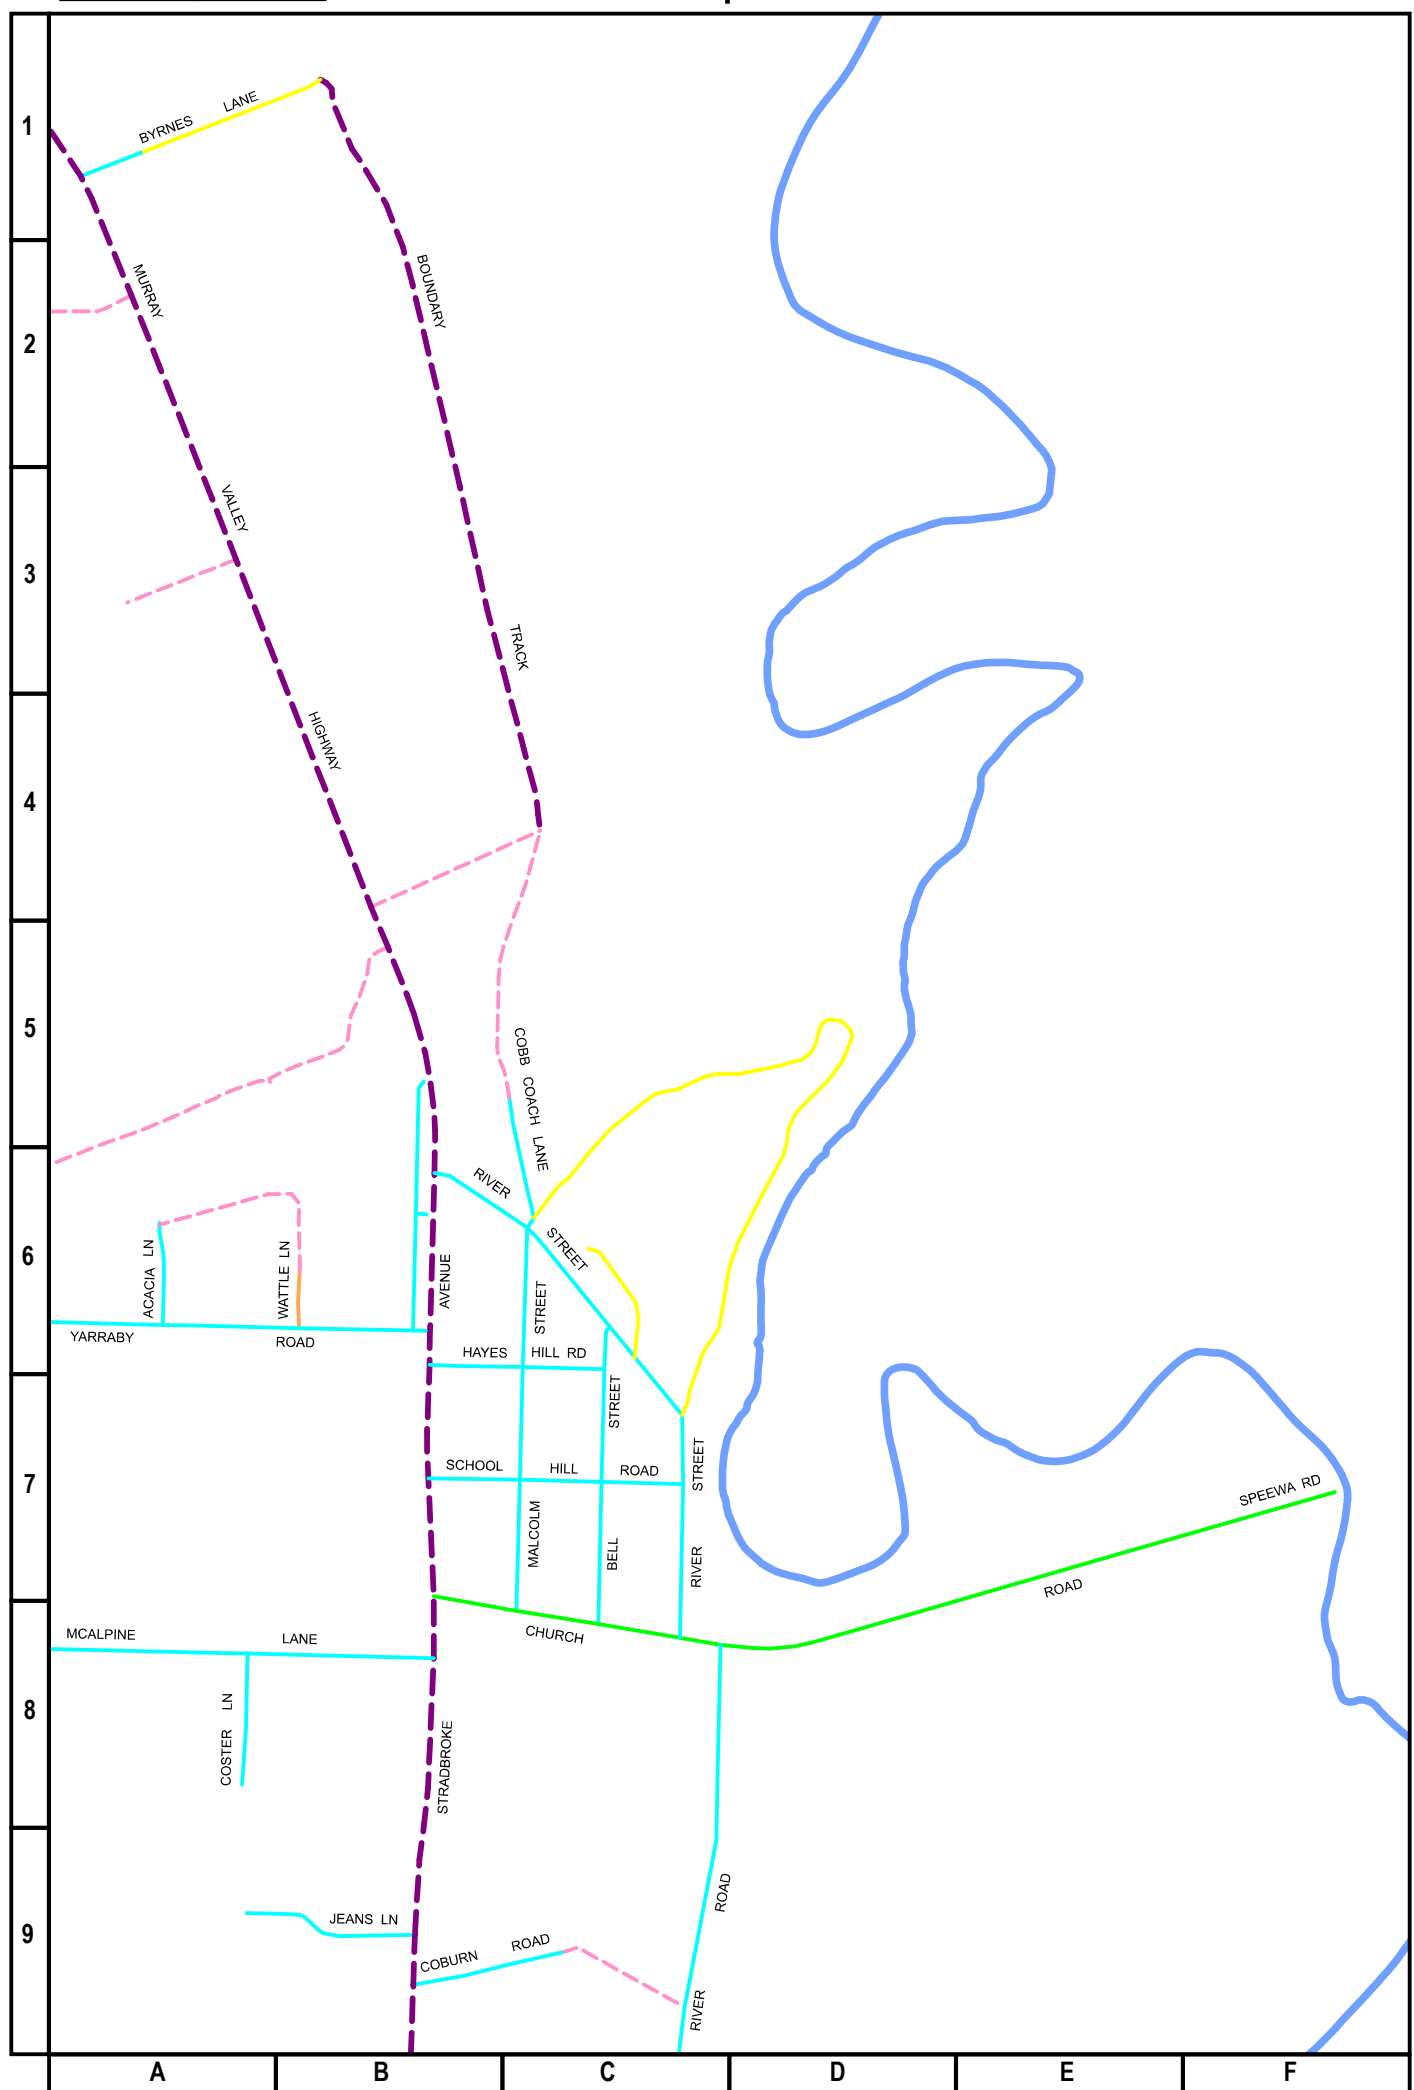 1
BYRNES LANE
MURRAY
BOUNDARY
2
VALLEY
3
TRACK
HIGHWAY
4
5
COBB COACH LANE
RIVER
STREET
6
ACACIA LN
WATTLE LN
AVENUE
STREET
YARRABY ROAD
HAYES HILL RD
STREET
STREET
SCHOOL HILL ROAD
7
SPEEWA RD
MALCOLM
BELL
RIVER
ROAD
MCALPINE LANE
CHURCH
8
COSTER LN
STRADBROKE
ROAD
JEANS LN
9
COBURN ROAD
RIVER
A B C D E F